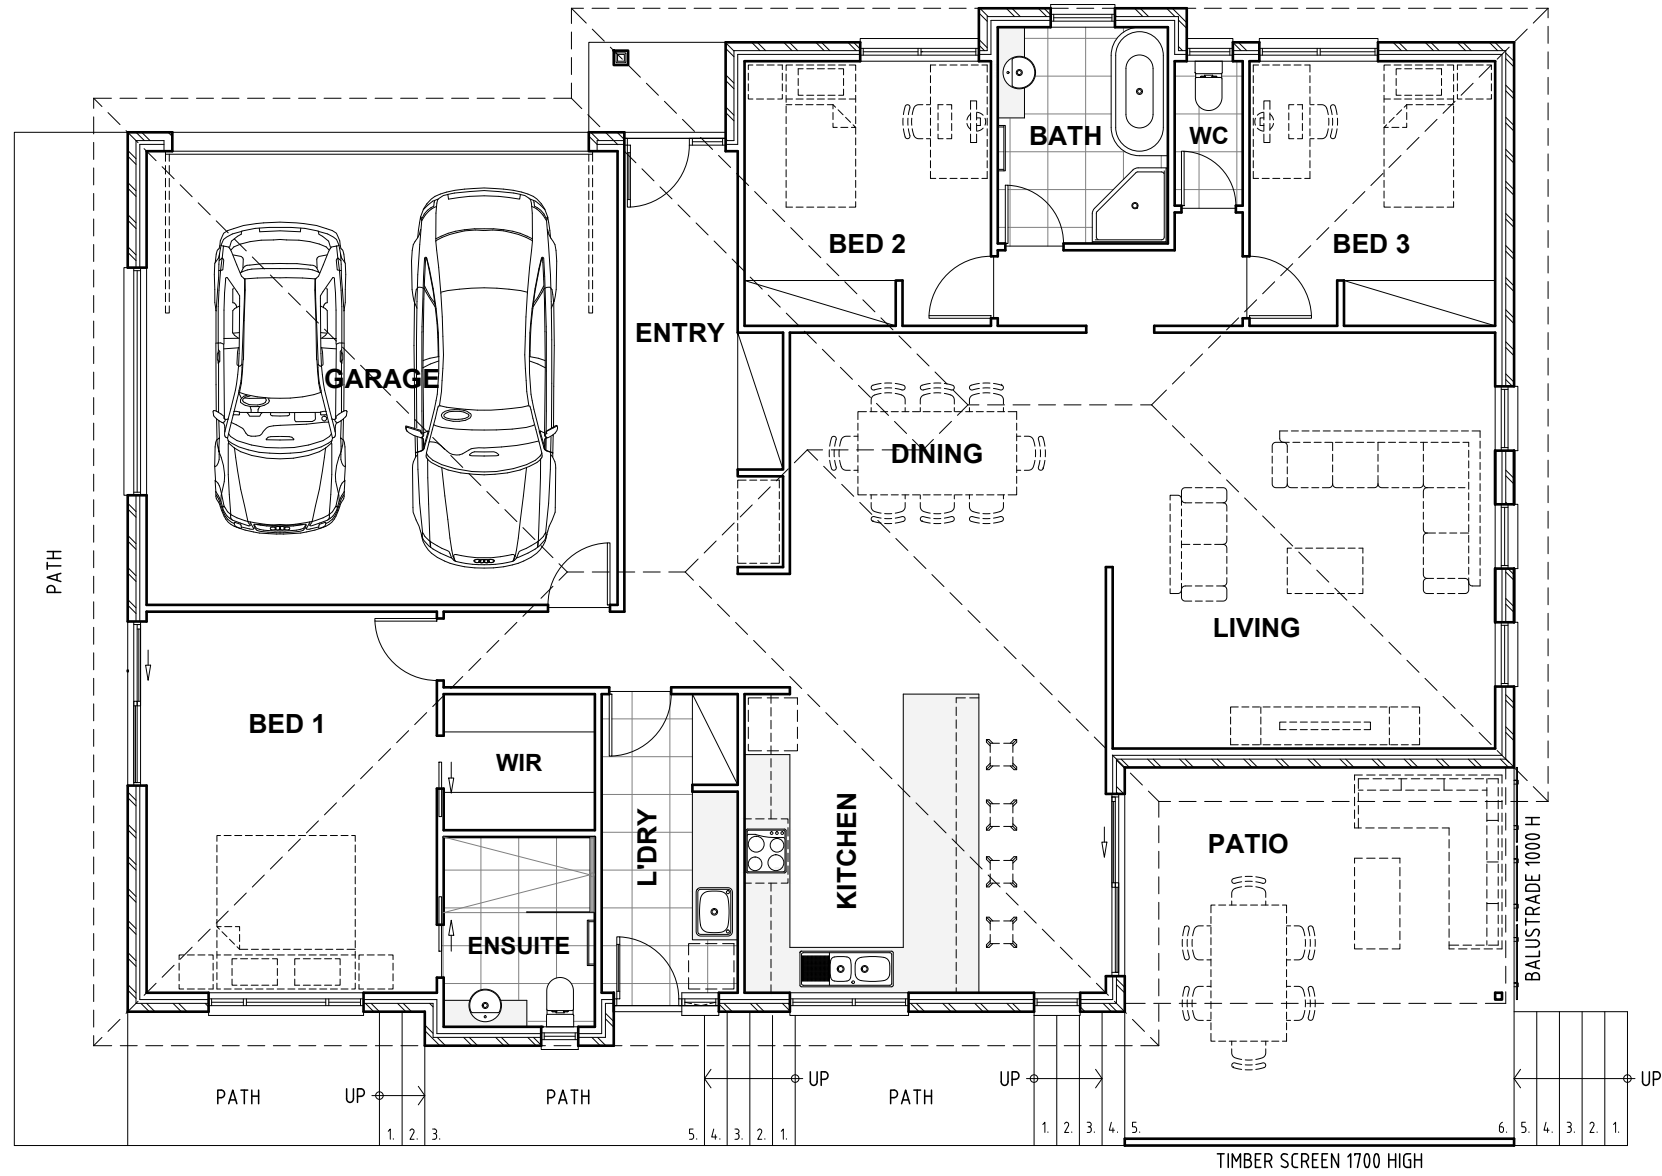 BATH
WC
BED 2
BED 3
ENTRY
GARAGE
DINING
PATH
LIVING
BED 1
WIR
L'DRY
KITCHEN
PATIO
BALUSTRADE 1000 H
ENSUITE
PATH
UP
PATH
UP
PATH
UP
UP
1. 2. 3.
5. 4. 3. 2. 1.
1. 2. 3. 4. 5.
6. 5. 4. 3. 2. 1.
TIMBER SCREEN 1700 HIGH